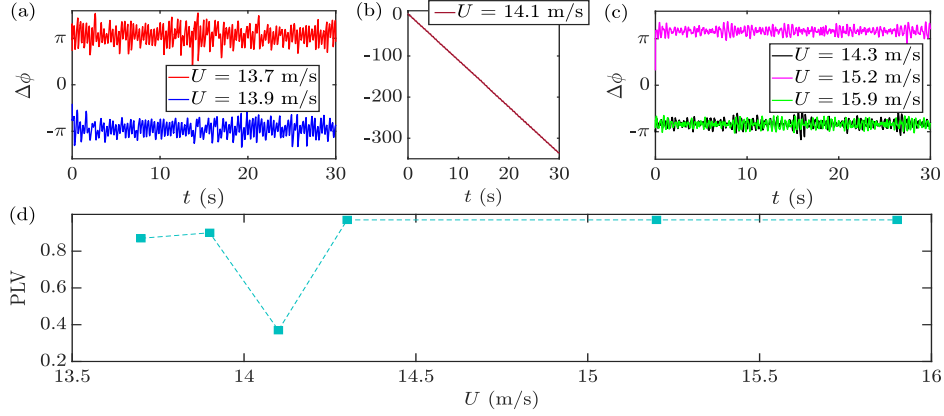 (a)
π
0
-π
Δϕ
U = 13.7 m/s
U = 13.9 m/s
0 10 20 30
t (s)
(b)
U = 14.1 m/s
0
-100
-200
-300
0 10 20 30
t (s)
(c)
π
0
-π
Δϕ
U = 14.3 m/s
U = 15.2 m/s
U = 15.9 m/s
0 10 20 30
t (s)
(d)
0.8
0.6
0.4
0.2
PLV
13.5 14 14.5 15 15.5 16
U (m/s)